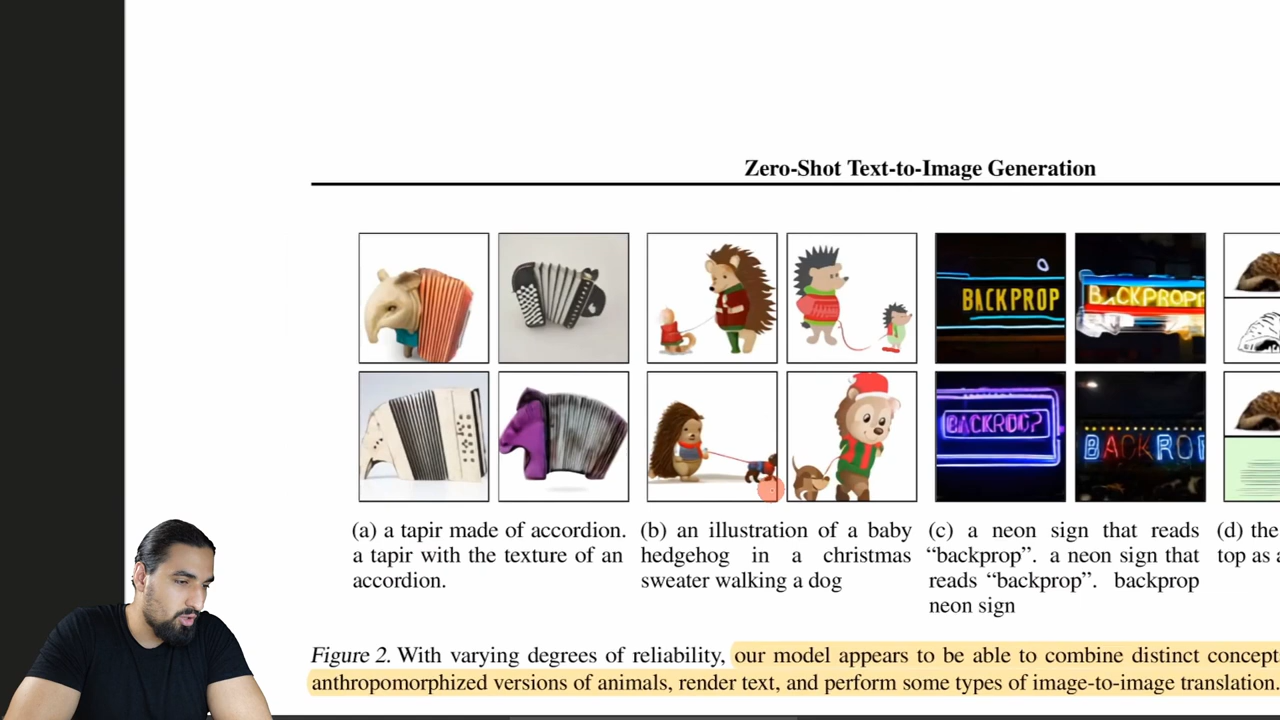 Zero-Shot Text-to-Image Generation
BACKPROP
BACKPROPP
BACKROC?
BACKROP
(a) a tapir made of accordion.
a tapir with the texture of an
accordion.
(b) an illustration of a baby
hedgehog in a christmas
sweater walking a dog
(c) a neon sign that reads
“backprop”. a neon sign that
reads “backprop”. backprop
neon sign
(d) the
top as a
Figure 2. With varying degrees of reliability, our model appears to be able to combine distinct concept
anthropomorphized versions of animals, render text, and perform some types of image-to-image translation.